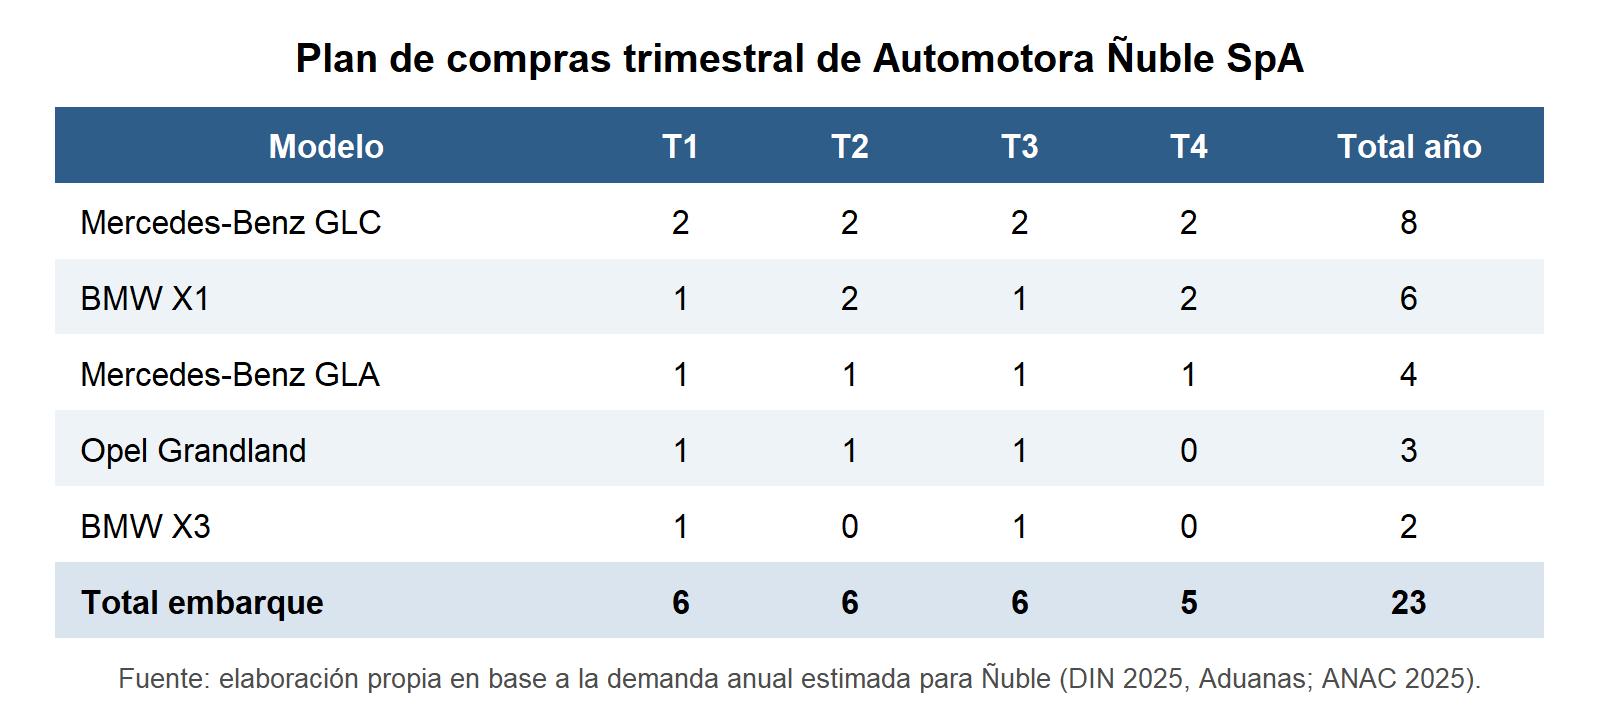 Plan de compras trimestral de Automotora Ñuble SpA
Modelo T1 T2 T3 T4 Total año
Mercedes-Benz GLC 2 2 2 2 8
BMW X1 1 2 1 2 6
Mercedes-Benz GLA 1 1 1 1 4
Opel Grandland 1 1 1 0 3
BMW X3 1 0 1 0 2
Total embarque 6 6 6 5 23
Fuente: elaboración propia en base a la demanda anual estimada para Ñuble (DIN 2025, Aduanas; ANAC 2025).